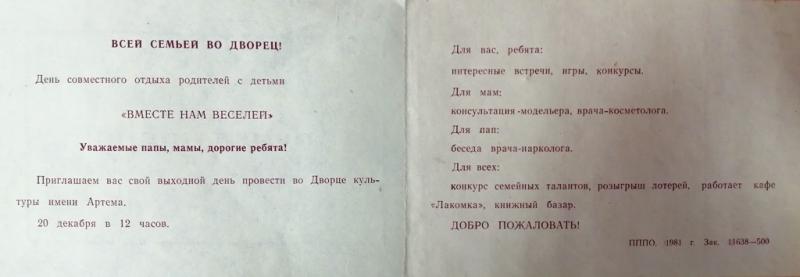 ВСЕЙ СЕМЬЕЙ ВО ДВОРЕЦ!
День совместного отдыха родителей с детьми
«ВМЕСТЕ НАМ ВЕСЕЛЕЙ»
Уважаемые папы, мамы, дорогие ребята!
Приглашаем вас свой выходной день провести во Дворце куль-
туры имени Артема.
20 декабря в 12 часов.
Для вас, ребята:
интересные встречи, игры, конкурсы.
Для мам:
консультация -модельера, врача-косметолога.
Для пап:
беседа врача-нарколога.
Для всех:
конкурс семейных талантов, розыгрыш лотерей, работает кафе
«Лакомка», книжный базар.
ДОБРО ПОЖАЛОВАТЬ!
ПППО. 1981 г. Зак. 11638—500